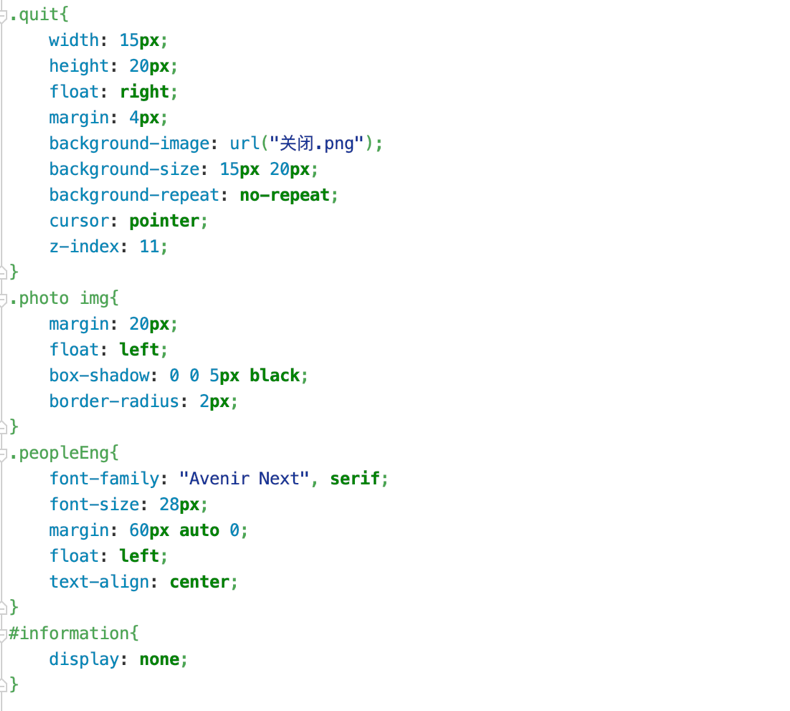 .quit{
    width: 15px;
    height: 20px;
    float: right;
    margin: 4px;
    background-image: url("关闭.png");
    background-size: 15px 20px;
    background-repeat: no-repeat;
    cursor: pointer;
    z-index: 11;
}
.photo img{
    margin: 20px;
    float: left;
    box-shadow: 0 0 5px black;
    border-radius: 2px;
}
.peopleEng{
    font-family: "Avenir Next", serif;
    font-size: 28px;
    margin: 60px auto 0;
    float: left;
    text-align: center;
}
#information{
    display: none;
}